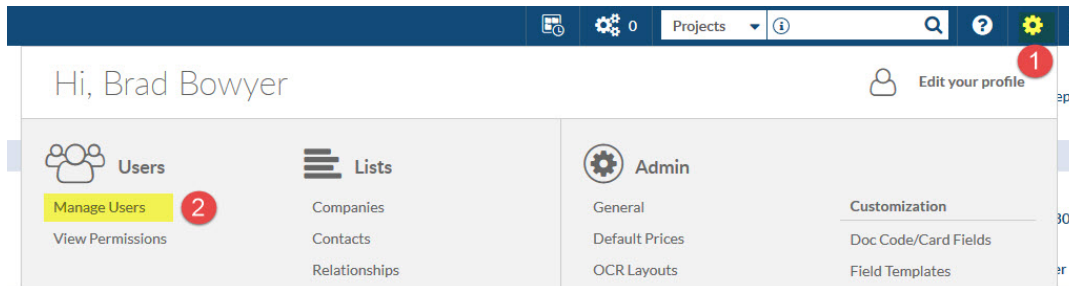 0 Projects
1
Hi, Brad Bowyer
Edit your profile
Users
Manage Users 2
View Permissions
Lists
Companies
Contacts
Relationships
Admin
General
Default Prices
OCR Layouts
Customization
Doc Code/Card Fields
Field Templates